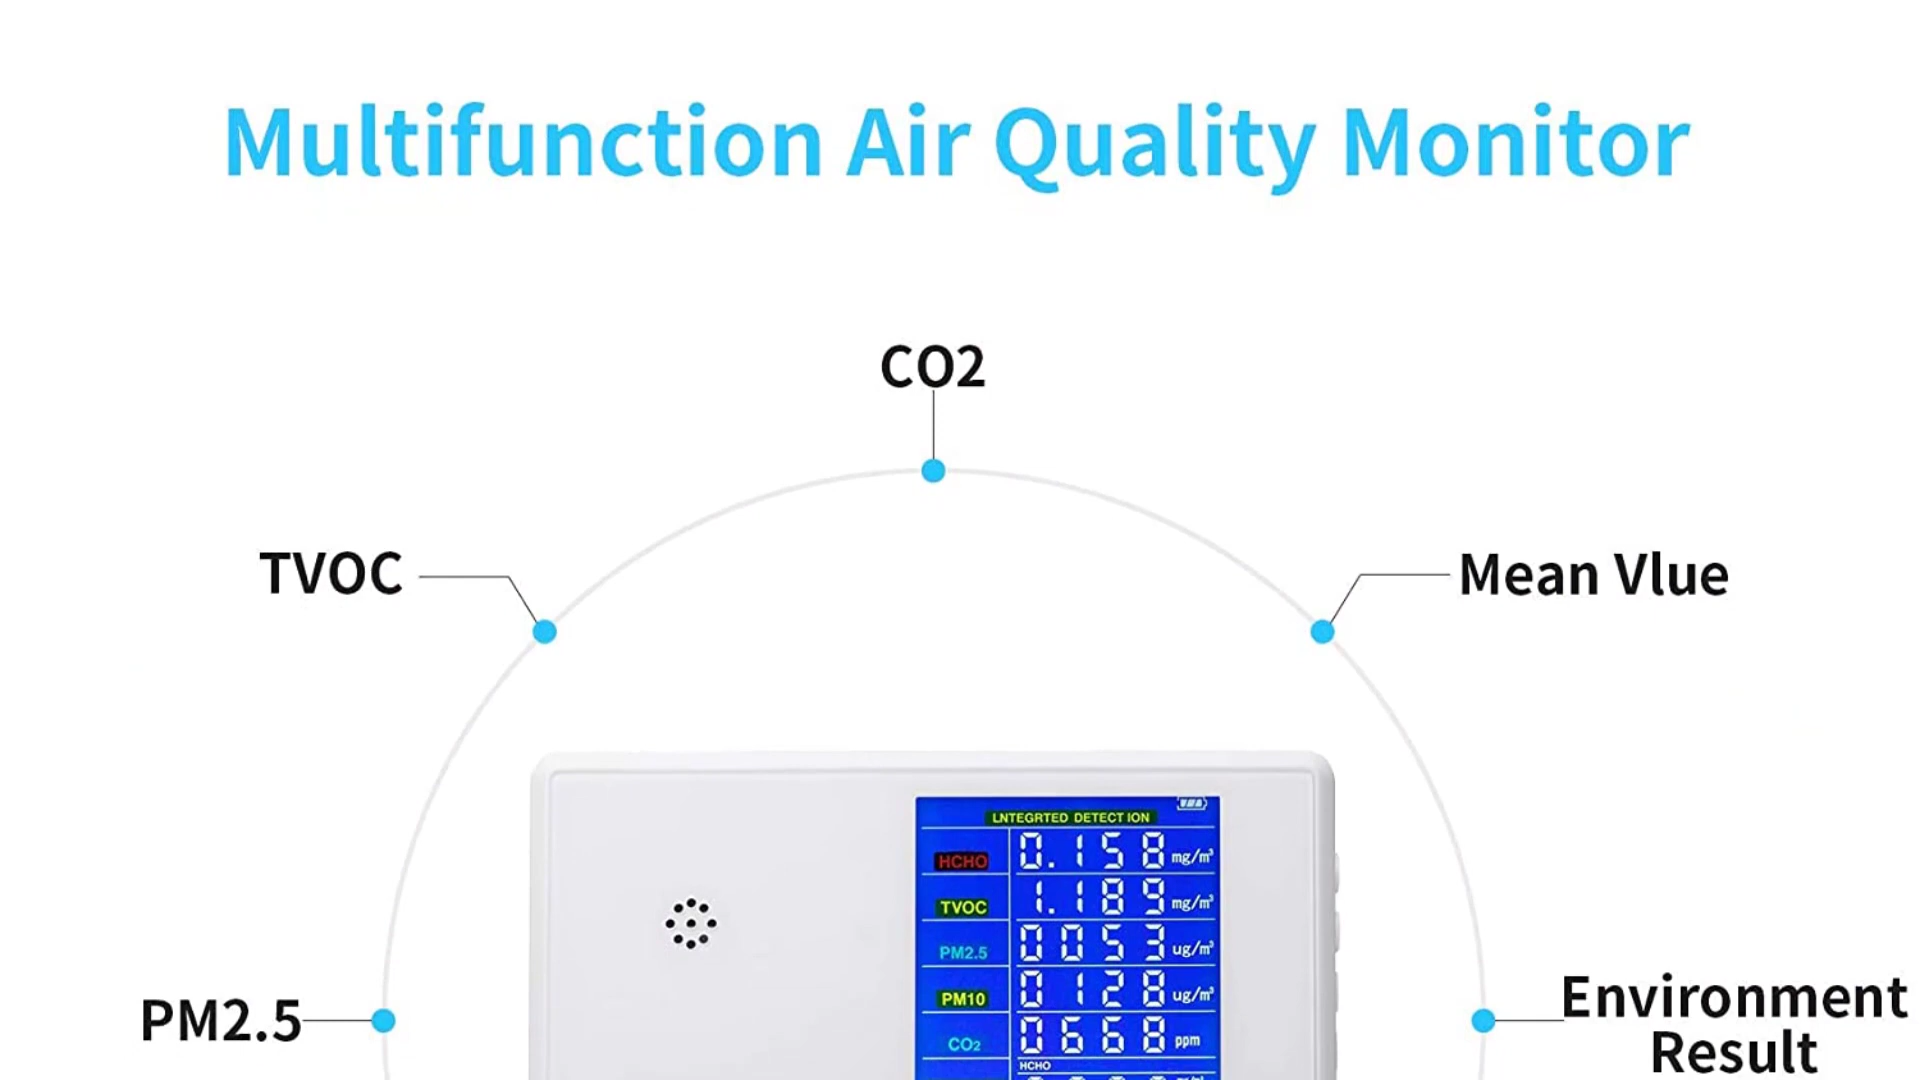 Multifunction Air Quality Monitor
CO2
TVOC
Mean Vlue
LNTEGRTED DETECT ION
HCHO 0.158 mg/m³
TVOC 1.189 mg/m³
PM2.5 0053 ug/m³
PM10 0128 ug/m³
CO2 0668 ppm
HCHO
PM2.5
Environment
Result